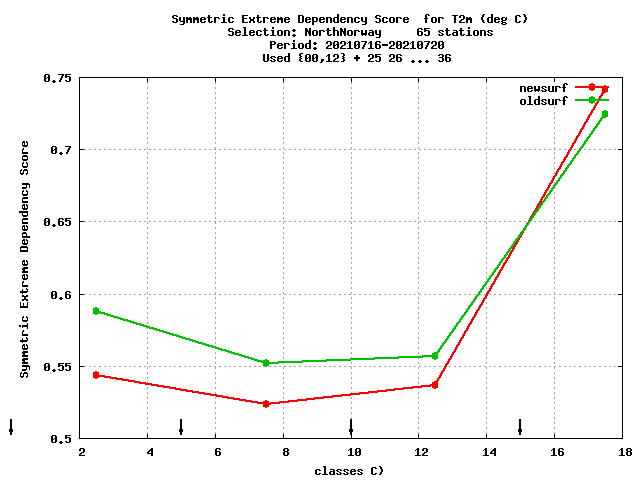 Symmetric Extreme Dependency Score  for T2m (deg C)
Selection: NorthNorway     65 stations
Period: 20210716-20210720
Used {00,12} + 25 26 ... 36
newsurf
oldsurf
Symmetric Extreme Dependency Score
0.75
0.7
0.65
0.6
0.55
0.5
2 4 6 8 10 12 14 16 18
classes C)